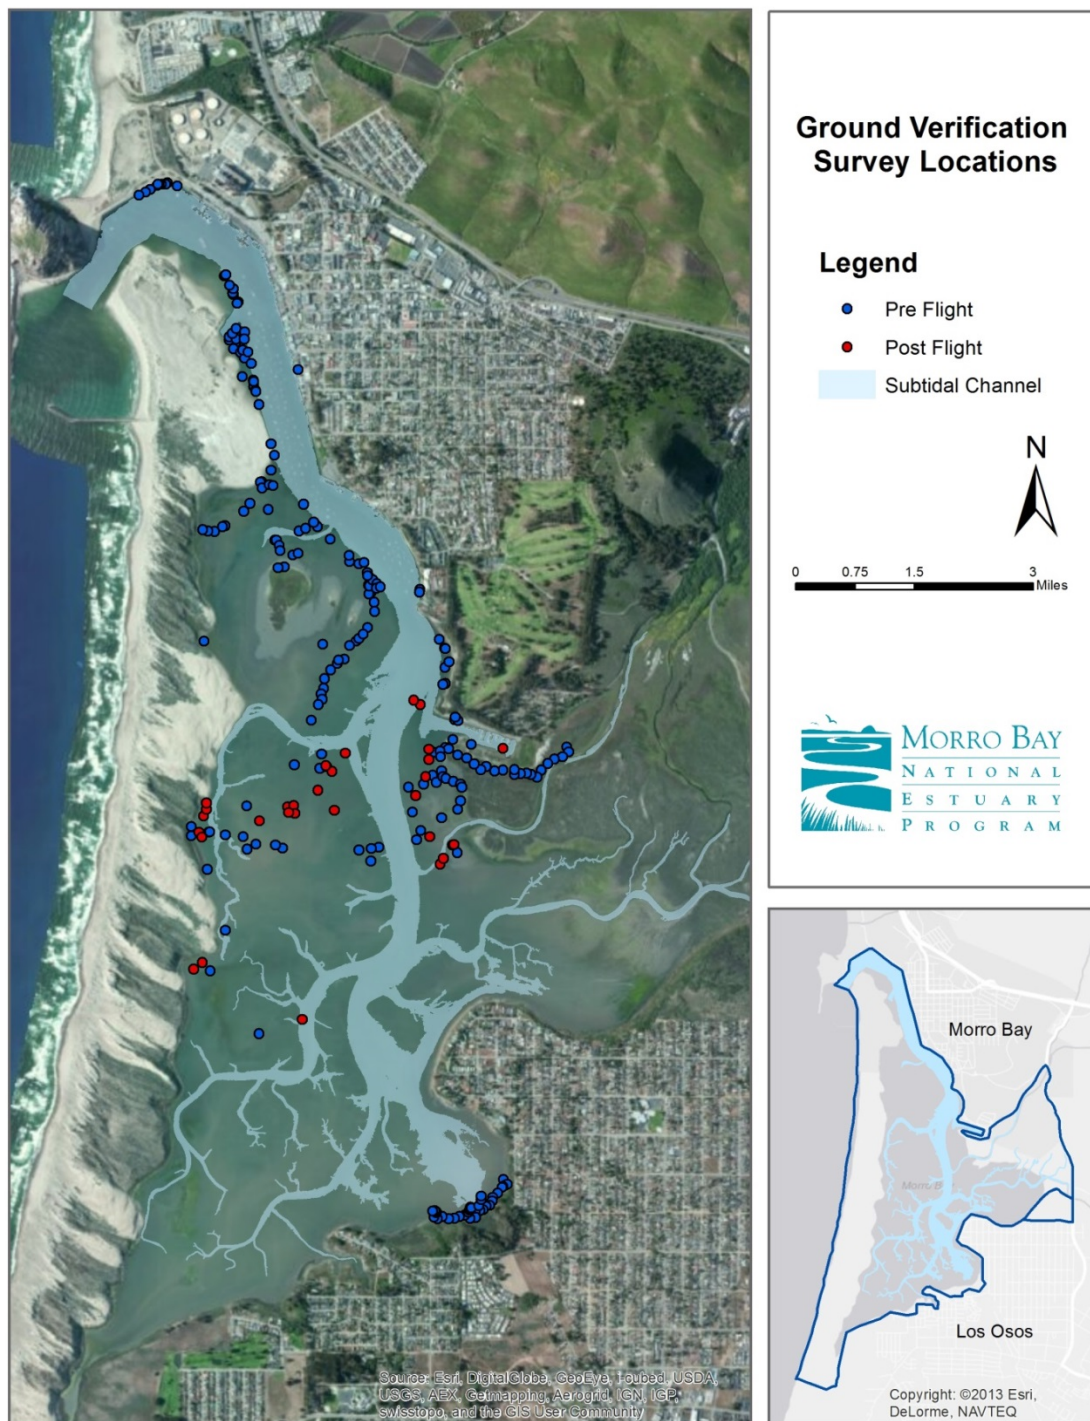 Ground Verification
Survey Locations
Legend
Pre Flight
Post Flight
Subtidal Channel
N
0 0.75 1.5 3
Miles
MORRO BAY
NATIONAL
ESTUARY
PROGRAM
Source: Esri, DigitalGlobe, GeoEye, i-cubed, USDA,
USGS, AEX, Getmapping, Aerogrid, IGN, IGP,
swisstopo, and the GIS User Community
Morro Bay
Morro Bay
Los Osos
Copyright: ©2013 Esri,
DeLorme, NAVTEQ